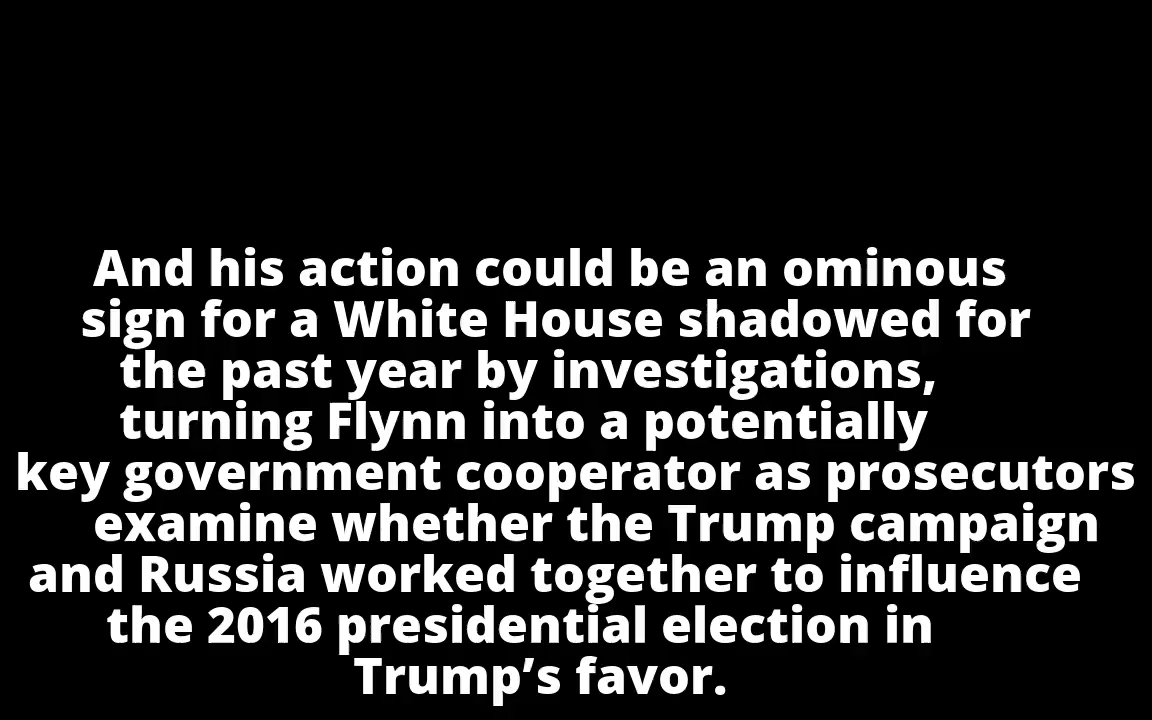 And his action could be an ominous
sign for a White House shadowed for
the past year by investigations,
turning Flynn into a potentially
key government cooperator as prosecutors
examine whether the Trump campaign
and Russia worked together to influence
the 2016 presidential election in
Trump’s favor.